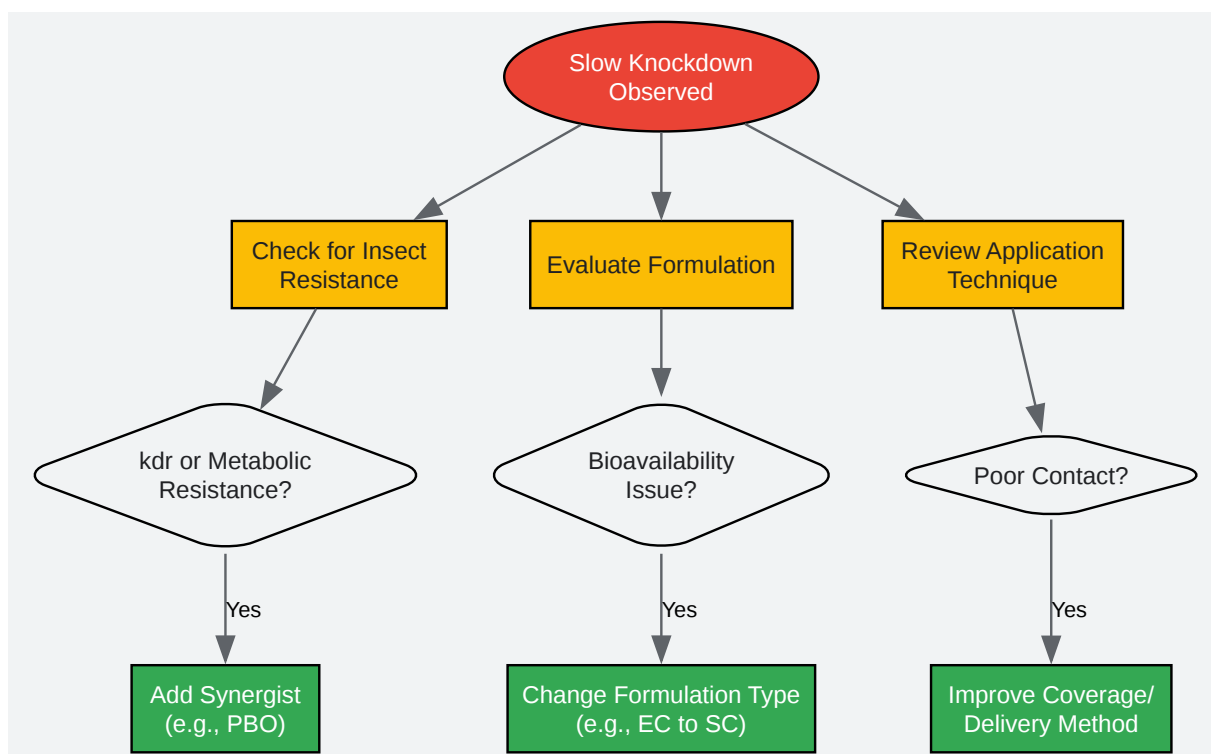 Slow Knockdown
Observed
Check for Insect
Resistance
Evaluate Formulation
Review Application
Technique
kdr or Metabolic
Resistance?
Bioavailability
Issue?
Poor Contact?
Yes
Yes
Yes
Add Synergist
(e.g., PBO)
Change Formulation Type
(e.g., EC to SC)
Improve Coverage/
Delivery Method